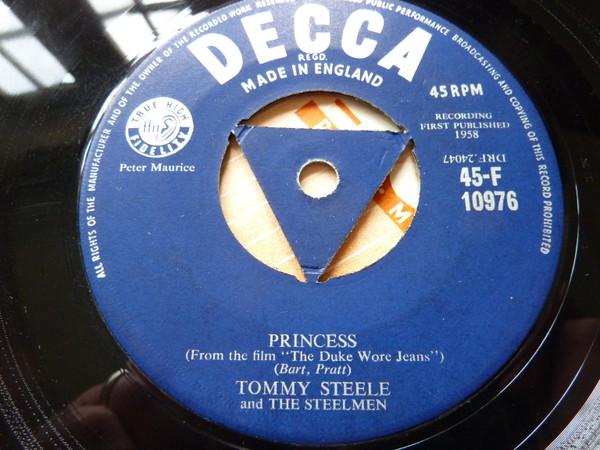 ALL RIGHTS OF THE MANUFACTURER AND OF THE OWNER OF THE RECORDED WORK
PUBLIC PERFORMANCE BROADCASTING AND COPYING OF THIS RECORD PROHIBITED
DECCA
REGD.
MADE IN ENGLAND
45 RPM
TRUE HIGH
FIDELITY
Peter Maurice
RECORDING
FIRST PUBLISHED
1958
DRF.24047
45-F
10976
M
PRINCESS
(From the film "The Duke Wore Jeans")
(Bart, Pratt)
TOMMY STEELE
and THE STEELMEN